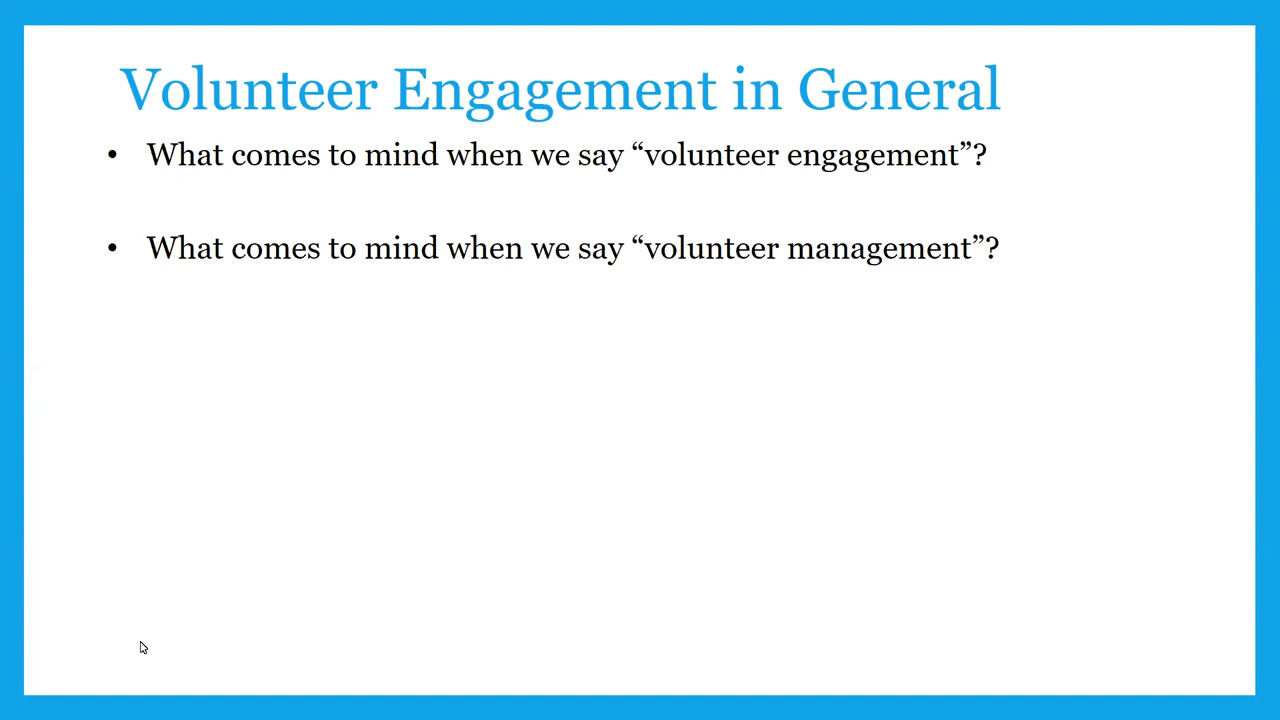 Volunteer Engagement in General
• What comes to mind when we say “volunteer engagement”?
• What comes to mind when we say “volunteer management”?